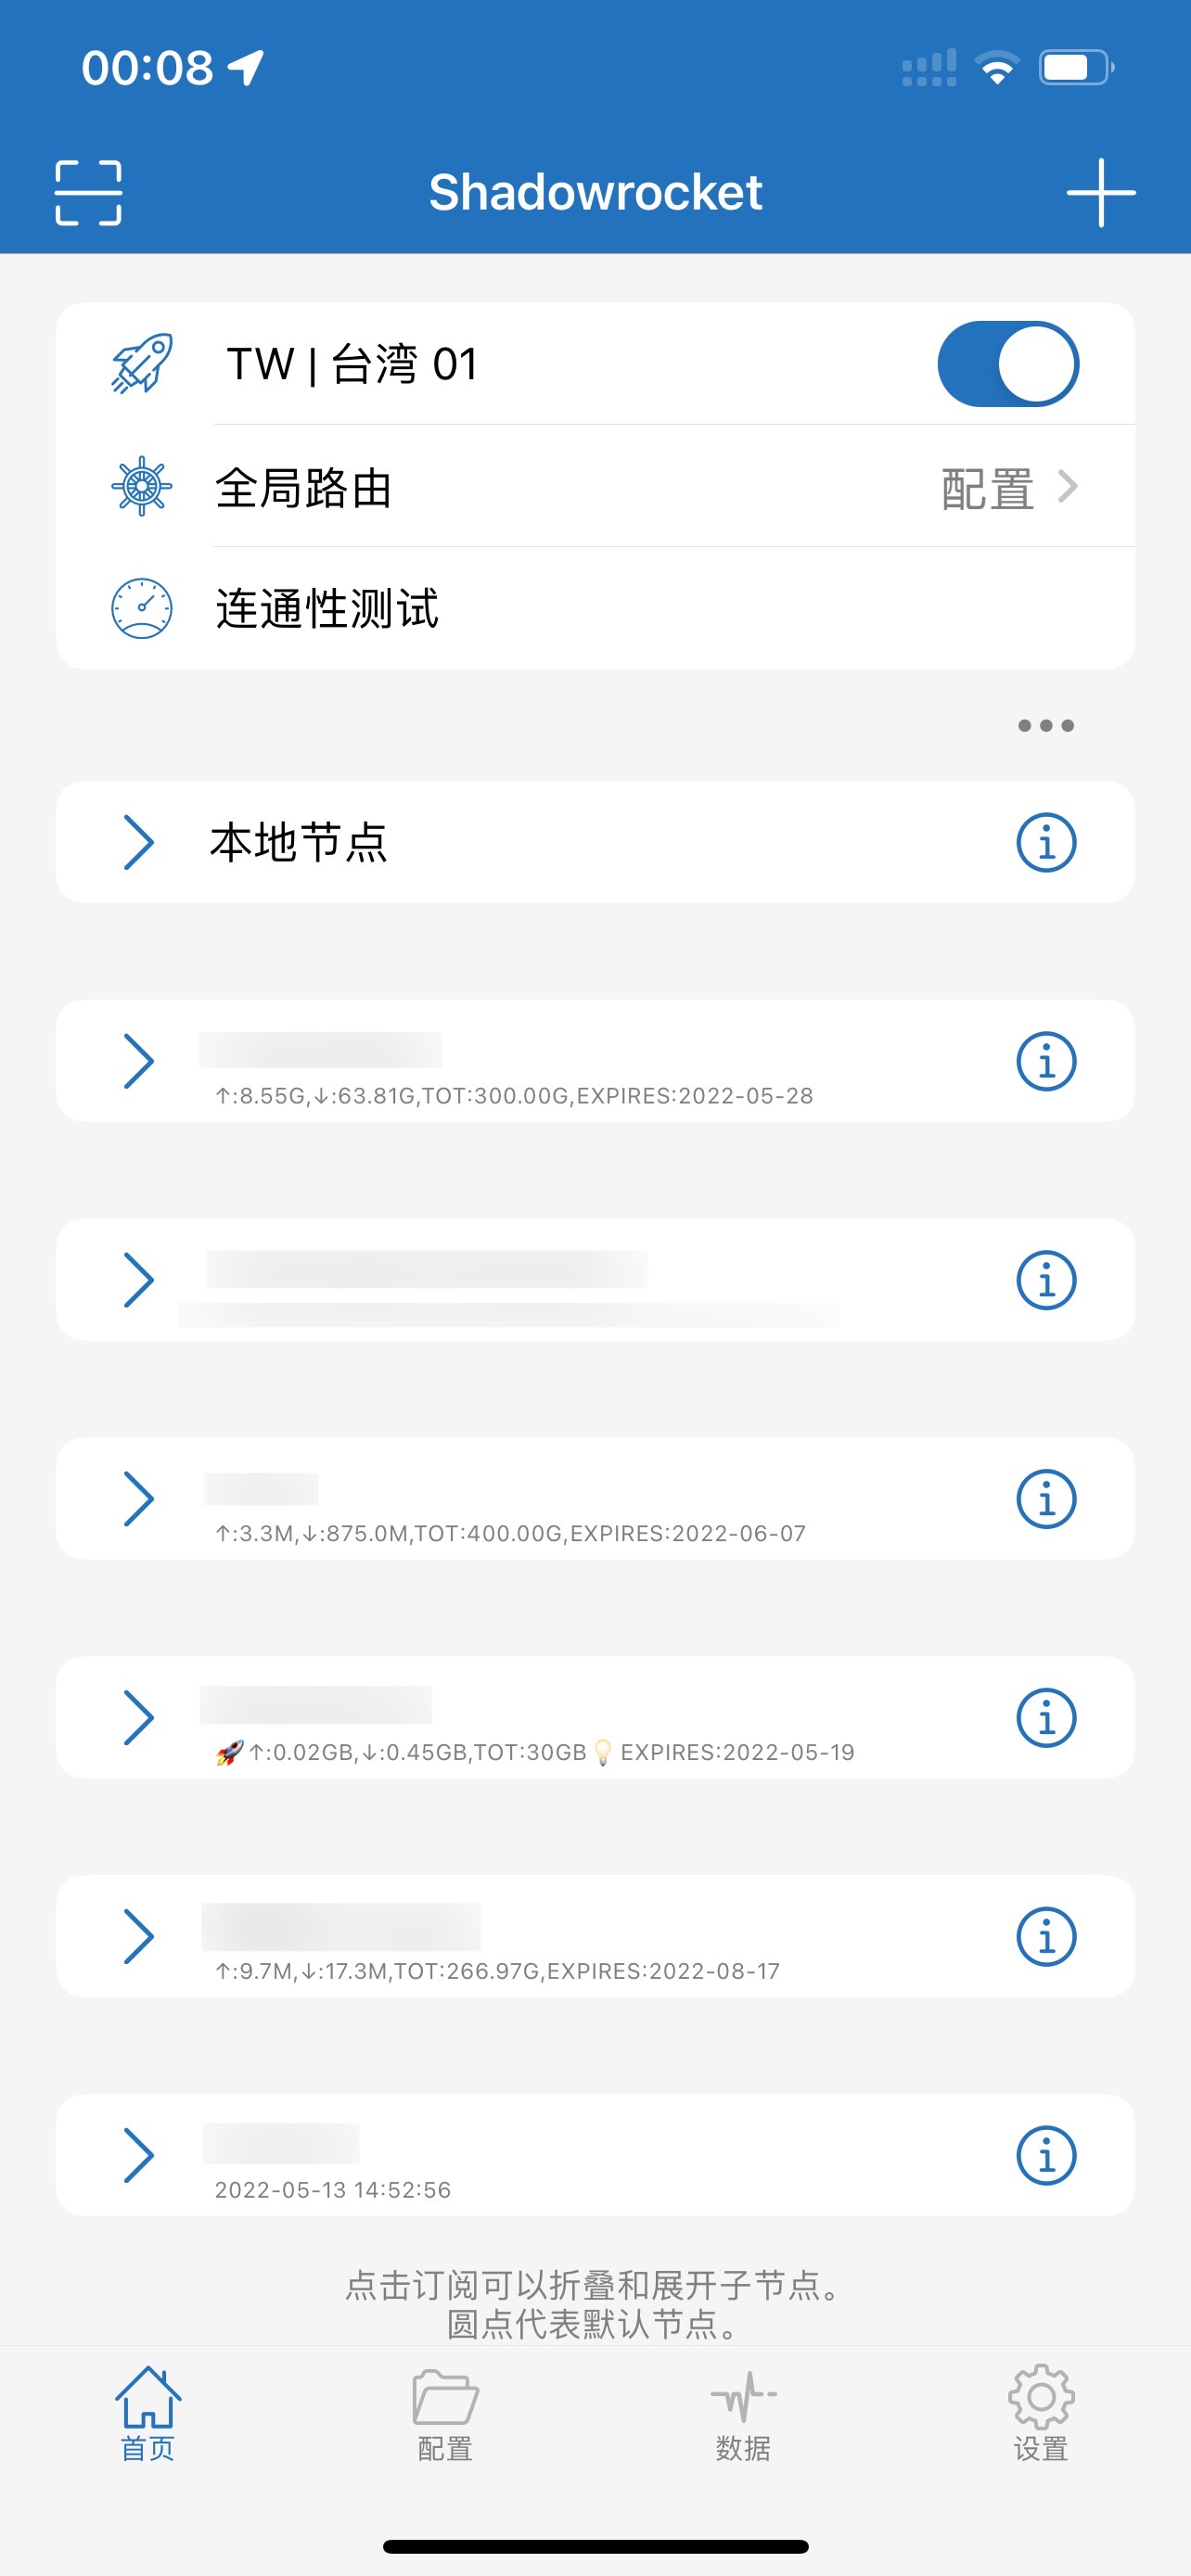 00:08
Shadowrocket
TW | 台湾 01
全局路由 配置
连通性测试
本地节点
↑:8.55G,↓:63.81G,TOT:300.00G,EXPIRES:2022-05-28
↑:3.3M,↓:875.0M,TOT:400.00G,EXPIRES:2022-06-07
🚀↑:0.02GB,↓:0.45GB,TOT:30GB💡EXPIRES:2022-05-19
↑:9.7M,↓:17.3M,TOT:266.97G,EXPIRES:2022-08-17
2022-05-13 14:52:56
点击订阅可以折叠和展开子节点。
圆点代表默认节点。
首页 配置 数据 设置